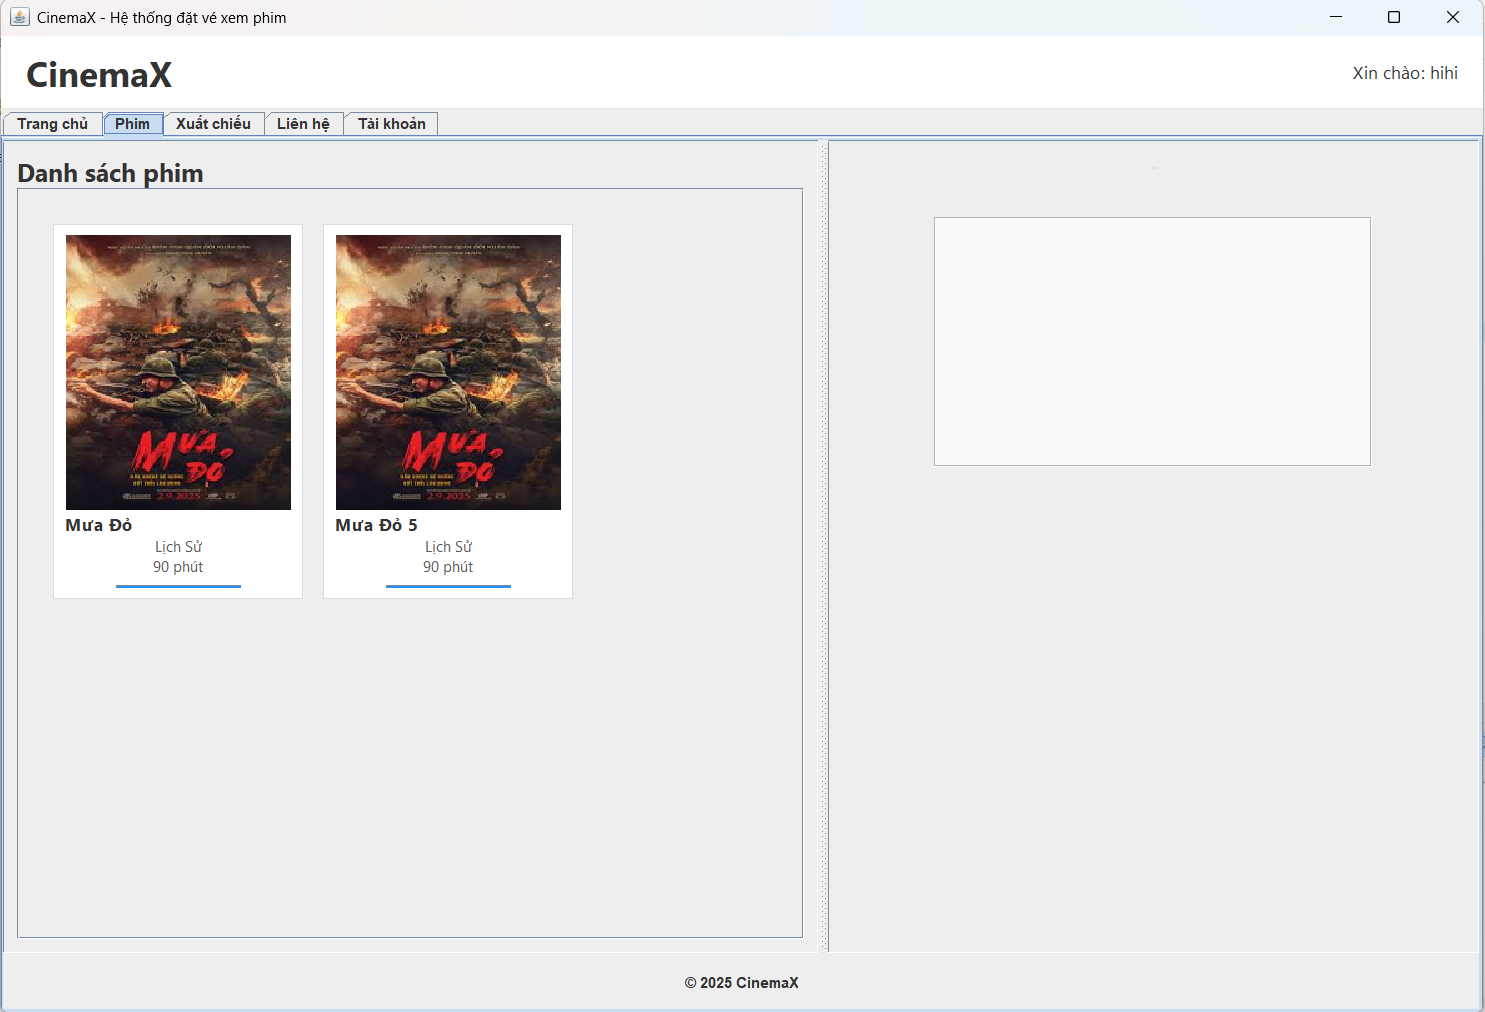 CinemaX - Hệ thống đặt vé xem phim
CinemaX
Xin chào: hihi
Trang chủ
Phim
Xuất chiếu
Liên hệ
Tài khoản
Danh sách phim
MƯA ĐỎ
2.9.2025
Mưa Đỏ
Lịch Sử
90 phút
MƯA ĐỎ
2.9.2025
Mưa Đỏ 5
Lịch Sử
90 phút
© 2025 CinemaX